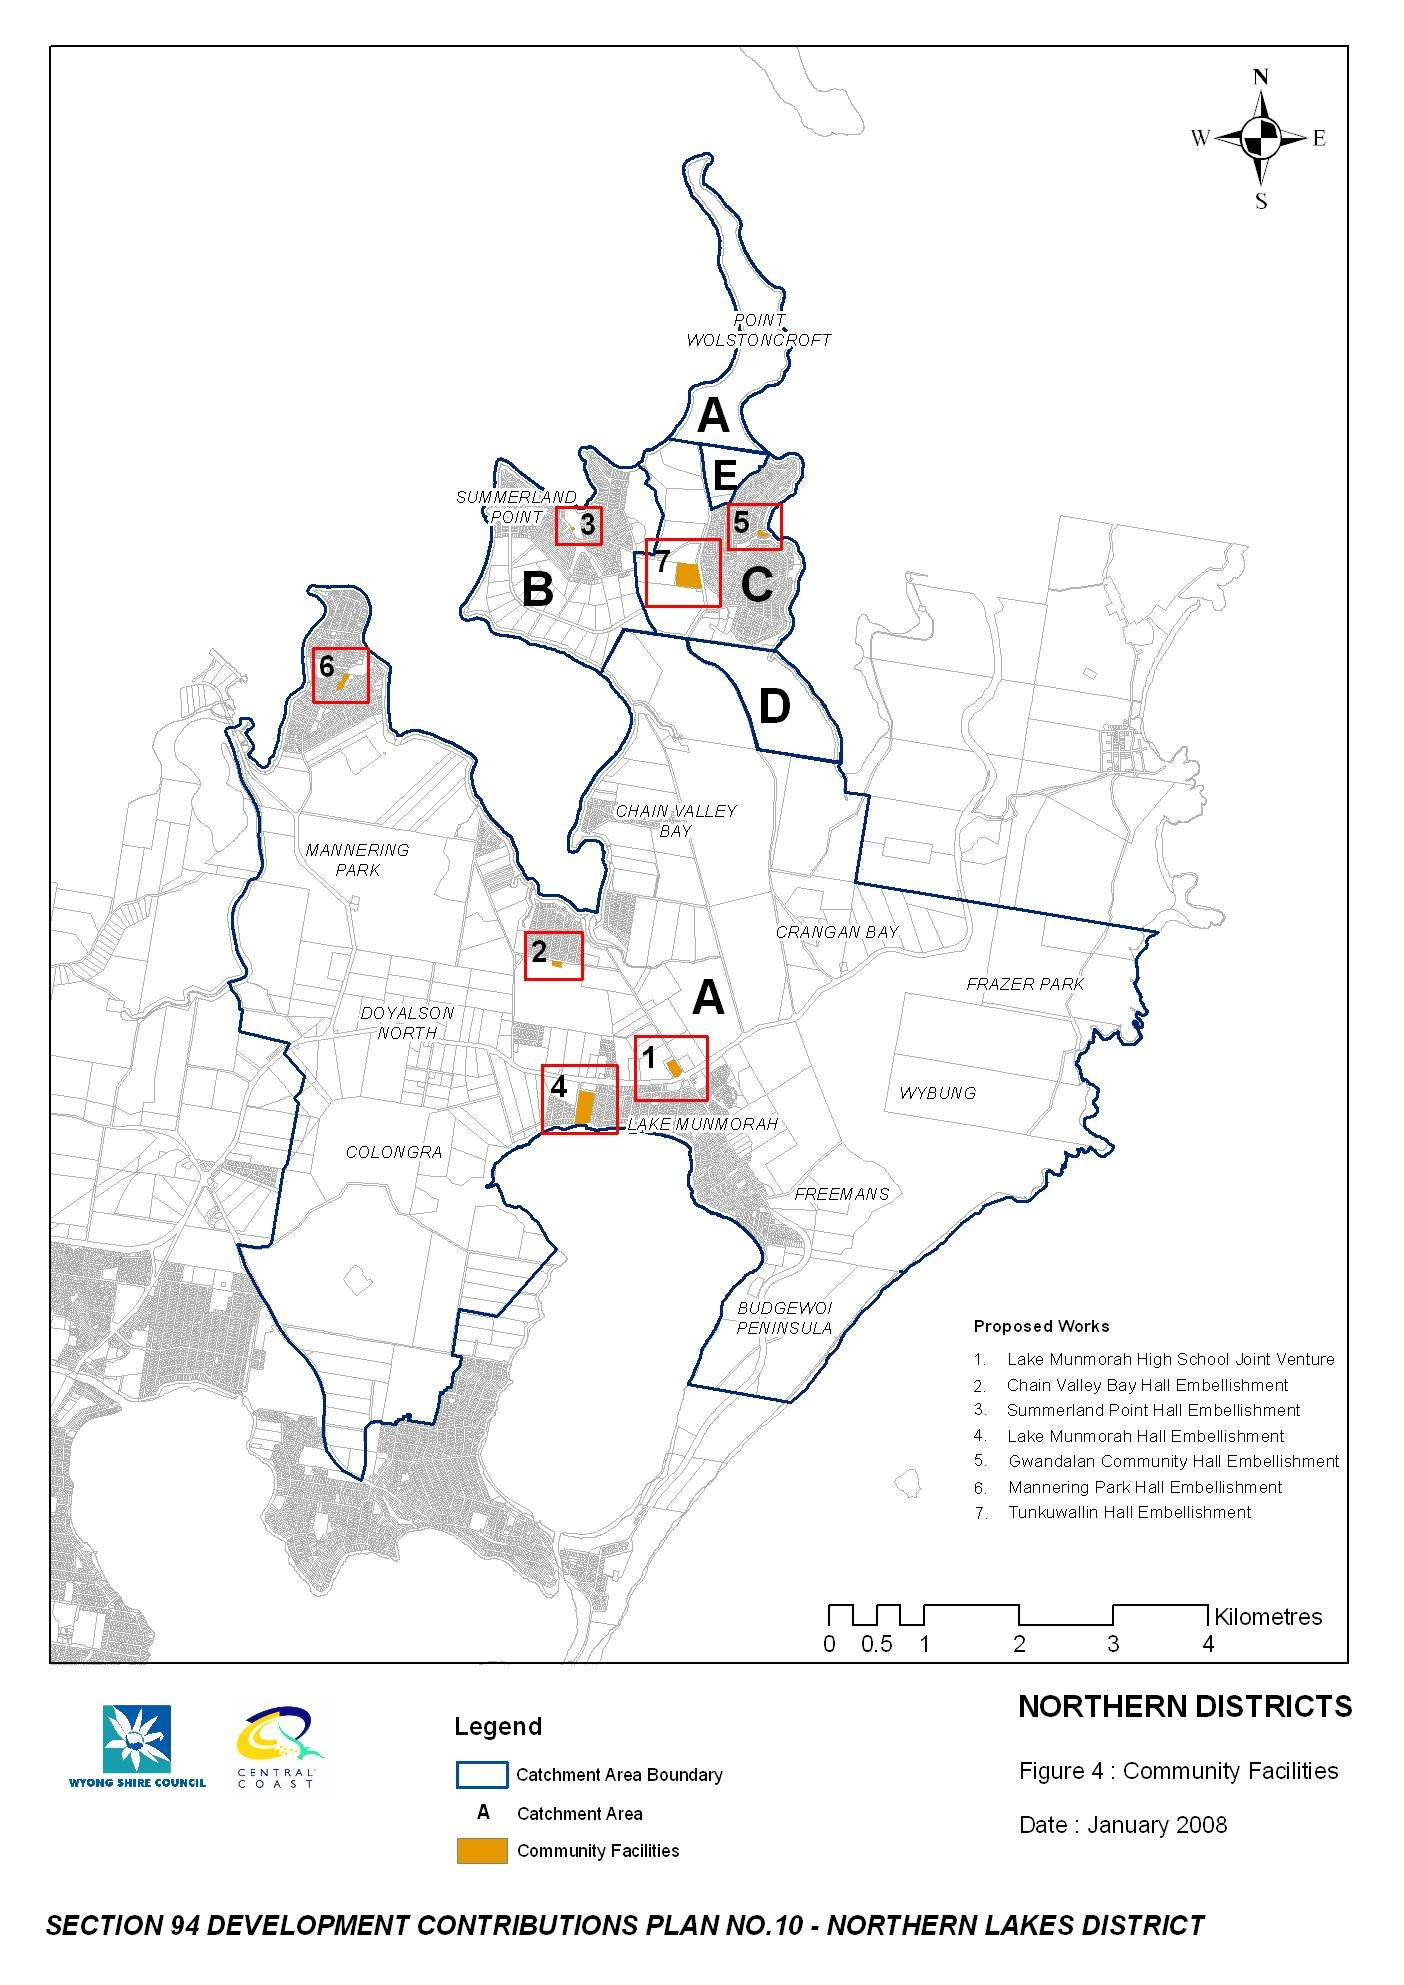 N
W E
S
POINT
WOLSTONCROFT
A
E
SUMMERLAND
POINT
3
5
7
B
C
6
D
CHAIN VALLEY
BAY
MANNERING
PARK
CRANGAN BAY
2
FRAZER PARK
A
DOYALSON
NORTH
1
4
WYBUNG
LAKE MUNMORAH
COLONGRA
FREEMANS
BUDGEWOI
PENINSULA
Proposed Works
1. Lake Munmorah High School Joint Venture
2. Chain Valley Bay Hall Embellishment
3. Summerland Point Hall Embellishment
4. Lake Munmorah Hall Embellishment
5. Gwandalan Community Hall Embellishment
6. Mannering Park Hall Embellishment
7. Tunkuwallin Hall Embellishment
Kilometres
0 0.5 1 2 3 4
WYONG SHIRE COUNCIL
CENTRAL
COAST
Legend
Catchment Area Boundary
A Catchment Area
Community Facilities
NORTHERN DISTRICTS
Figure 4 : Community Facilities
Date : January 2008
SECTION 94 DEVELOPMENT CONTRIBUTIONS PLAN NO.10 - NORTHERN LAKES DISTRICT